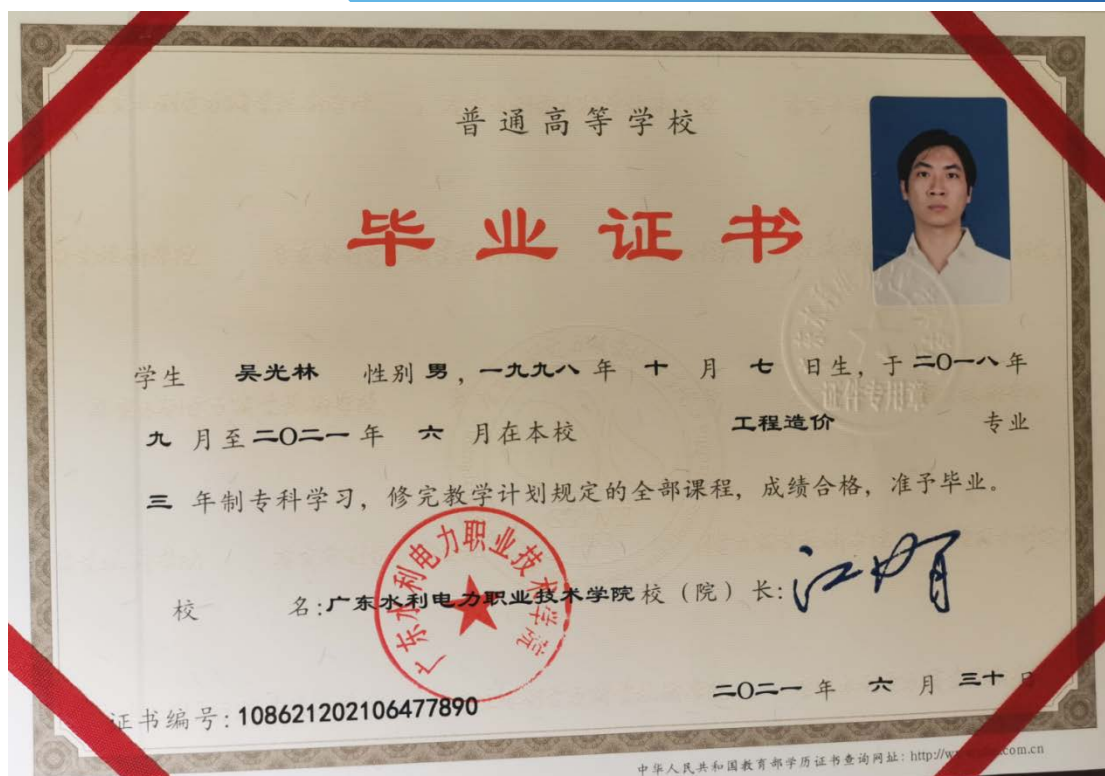 普通高等学校
毕业证书
学生 吴光林 性别 男，一九九八 年 十 月 七 日生，于 二〇一八 年
九 月至 二〇二一 年 六 月在本校 工程造价 专业
三 年制专科学习，修完教学计划规定的全部课程，成绩合格，准予毕业。
校 名：广东水利电力职业技术学院 校（院）长：
广东水利电力职业技术学院
证件专用章
二〇二一 年 六 月 三十 日
证书编号：108621202106477890
中华人民共和国教育部学历证书查询网址：http://w
com.cn